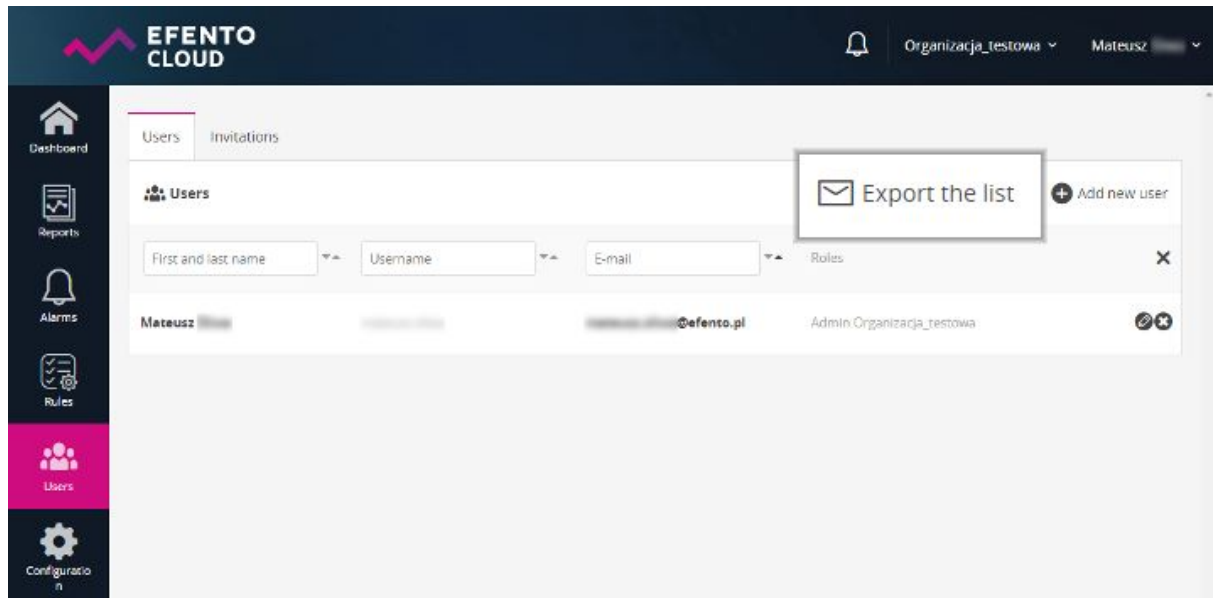 EFENTO
CLOUD
Organizacja_testowa
Mateusz
Dashboard
Reports
Alarms
Rules
Users
Configuratio
n
Users Invitations
Users
Export the list
Add new user
First and last name
Username
E-mail
Roles
Mateusz
@efento.pl
Admin Organizacja_testowa